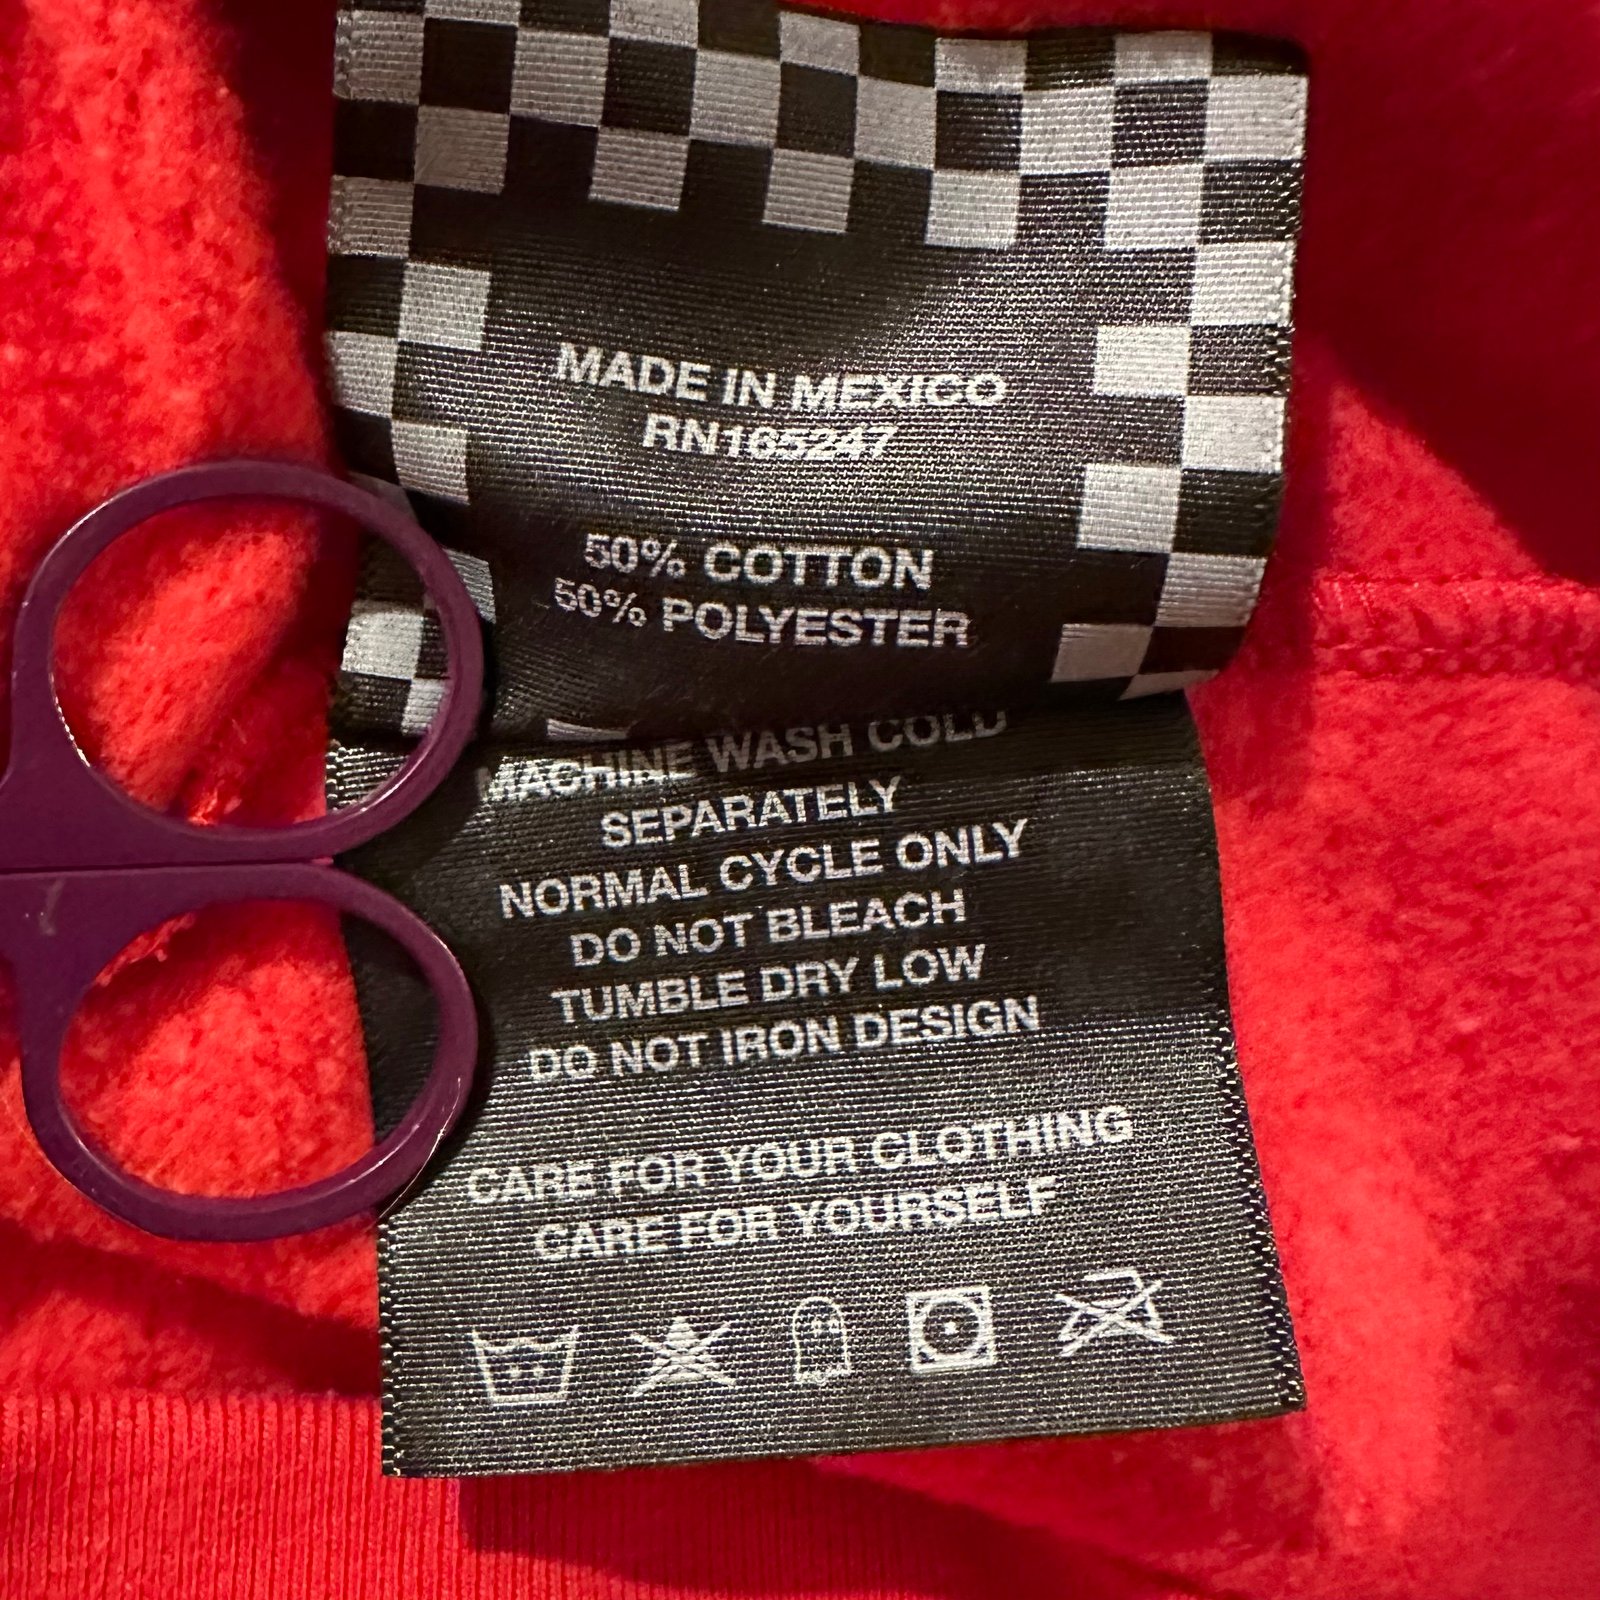 MADE IN MEXICO
RN165247
50% COTTON
50% POLYESTER
MACHINE WASH COLD
SEPARATELY
NORMAL CYCLE ONLY
DO NOT BLEACH
TUMBLE DRY LOW
DO NOT IRON DESIGN
CARE FOR YOUR CLOTHING
CARE FOR YOURSELF